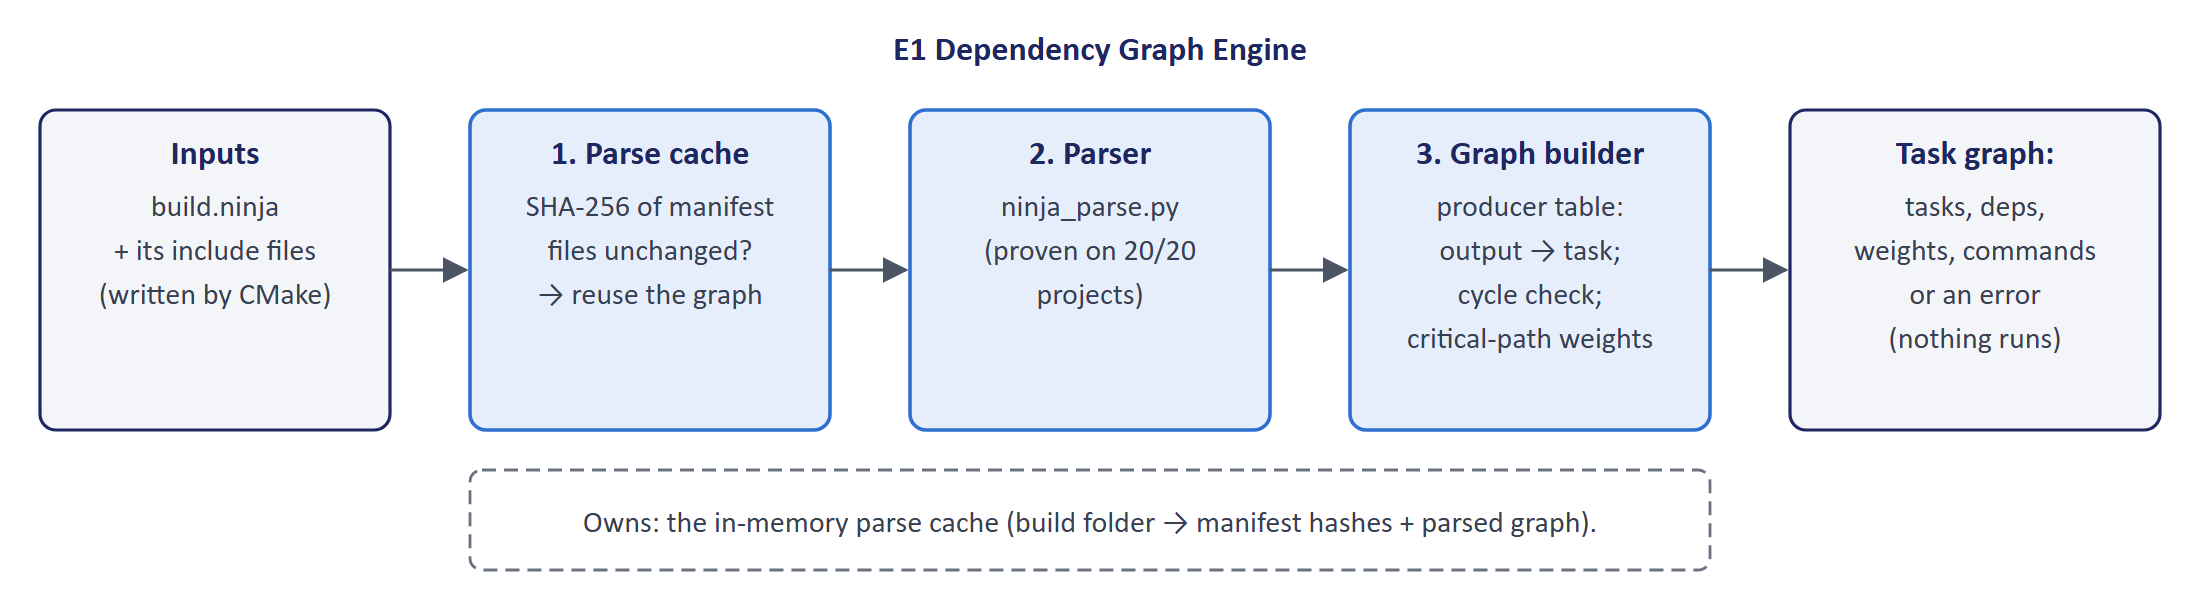 E1 Dependency Graph Engine
Inputs
build.ninja
+ its include files
(written by CMake)
1. Parse cache
SHA-256 of manifest
files unchanged?
→ reuse the graph
2. Parser
ninja_parse.py
(proven on 20/20
projects)
3. Graph builder
producer table:
output → task;
cycle check;
critical-path weights
Task graph:
tasks, deps,
weights, commands
or an error
(nothing runs)
Owns: the in-memory parse cache (build folder → manifest hashes + parsed graph).